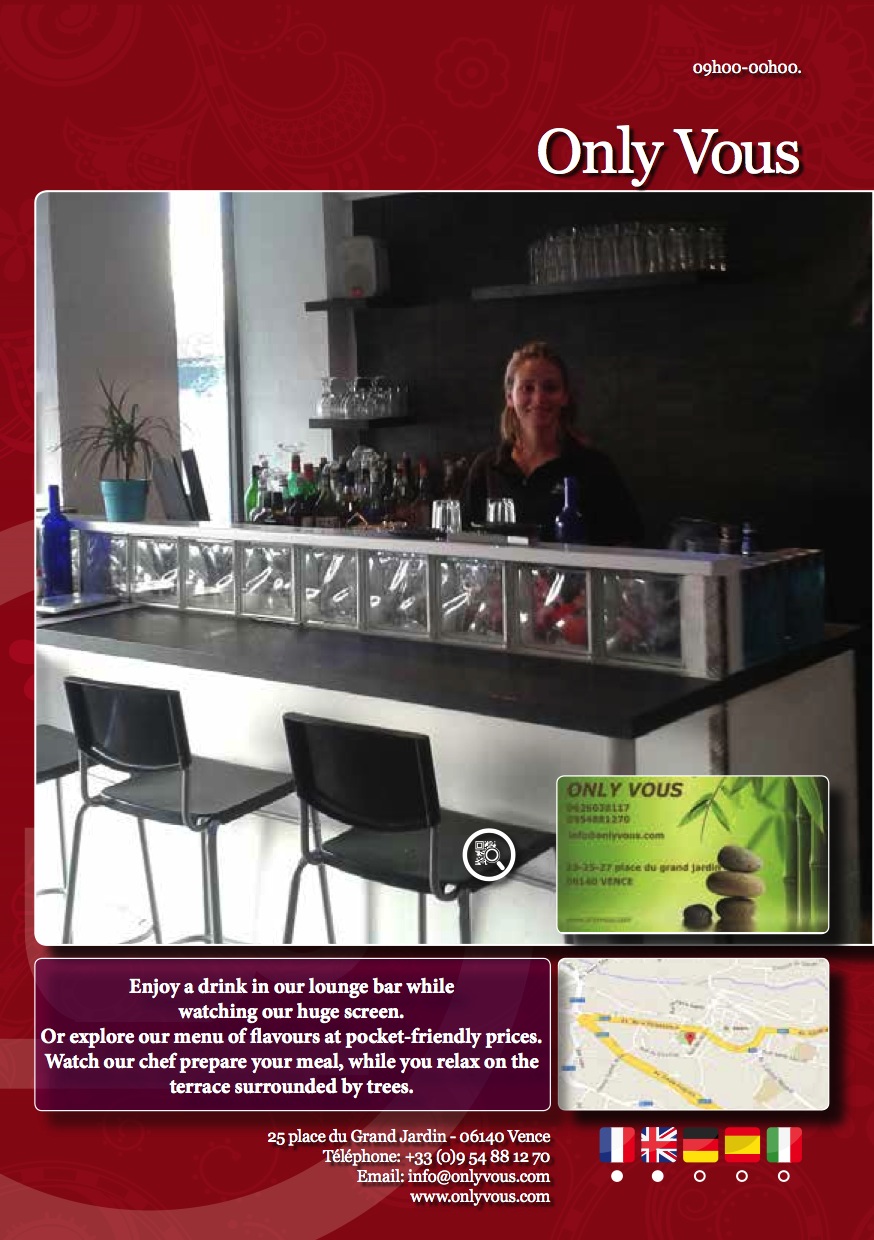 09h00-00h00.
Only Vous
ONLY VOUS
0626638117
0954881270
info@onlyvous.com
23-25-27 place du grand jardin
06140 VENCE
www.onlyvous.com
Enjoy a drink in our lounge bar while
watching our huge screen.
Or explore our menu of flavours at pocket-friendly prices.
Watch our chef prepare your meal, while you relax on the
terrace surrounded by trees.
25 place du Grand Jardin - 06140 Vence
Téléphone: +33 (0)9 54 88 12 70
Email: info@onlyvous.com
www.onlyvous.com